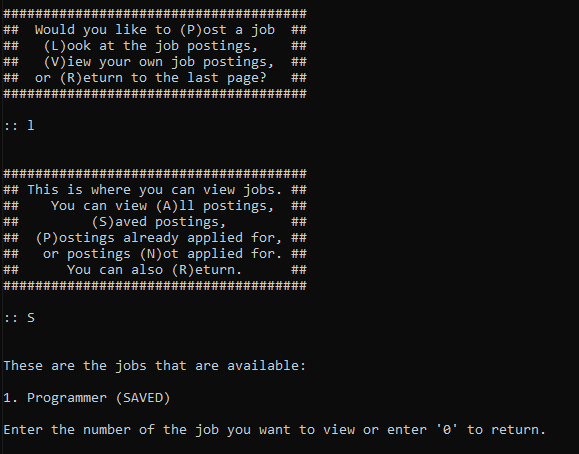 ######################################
##  Would you like to (P)ost a job  ##
##   (L)ook at the job postings,    ##
##   (V)iew your own job postings,  ##
##  or (R)eturn to the last page?   ##
######################################
:: l
######################################
## This is where you can view jobs. ##
##    You can view (A)ll postings,  ##
##         (S)aved postings,        ##
##  (P)ostings already applied for, ##
##   or postings (N)ot applied for. ##
##      You can also (R)eturn.      ##
######################################
:: S
These are the jobs that are available:
1. Programmer (SAVED)
Enter the number of the job you want to view or enter '0' to return.